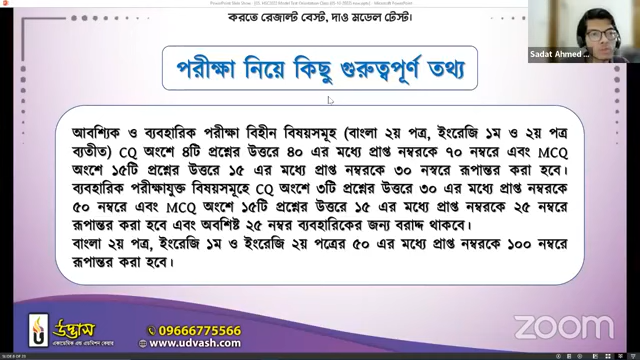 করতে রেজাল্ট বেস্ট, দাও মডেল টেস্ট।
Sadat Ahmed ...
পরীক্ষা নিয়ে কিছু গুরুত্বপূর্ণ তথ্য
আবশ্যিক ও ব্যবহারিক পরীক্ষা বিহীন বিষয়সমূহ (বাংলা ২য় পত্র, ইংরেজি ১ম ও ২য় পত্র
ব্যতীত) CQ অংশে ৪টি প্রশ্নের উত্তরে ৪০ এর মধ্যে প্রাপ্ত নম্বরকে ৭০ নম্বরে এবং MCQ
অংশে ১৫টি প্রশ্নের উত্তরে ১৫ এর মধ্যে প্রাপ্ত নম্বরকে ৩০ নম্বরে রূপান্তর করা হবে।
ব্যবহারিক পরীক্ষাযুক্ত বিষয়সমূহে CQ অংশে ৩টি প্রশ্নের উত্তরে ৩০ এর মধ্যে প্রাপ্ত নম্বরকে
৫০ নম্বরে এবং MCQ অংশে ১৫টি প্রশ্নের উত্তরে ১৫ এর মধ্যে প্রাপ্ত নম্বরকে ২৫ নম্বরে
রূপান্তর করা হবে এবং অবশিষ্ট ২৫ নম্বর ব্যবহারিকের জন্য বরাদ্দ থাকবে।
বাংলা ২য় পত্র, ইংরেজি ১ম ও ইংরেজি ২য় পত্রের ৫০ এর মধ্যে প্রাপ্ত নম্বরকে ১০০ নম্বরে
রূপান্তর করা হবে।
উদ্ভাস
একাডেমিক এন্ড এডমিশন কেয়ার
09666775566
www.udvash.com
zoom